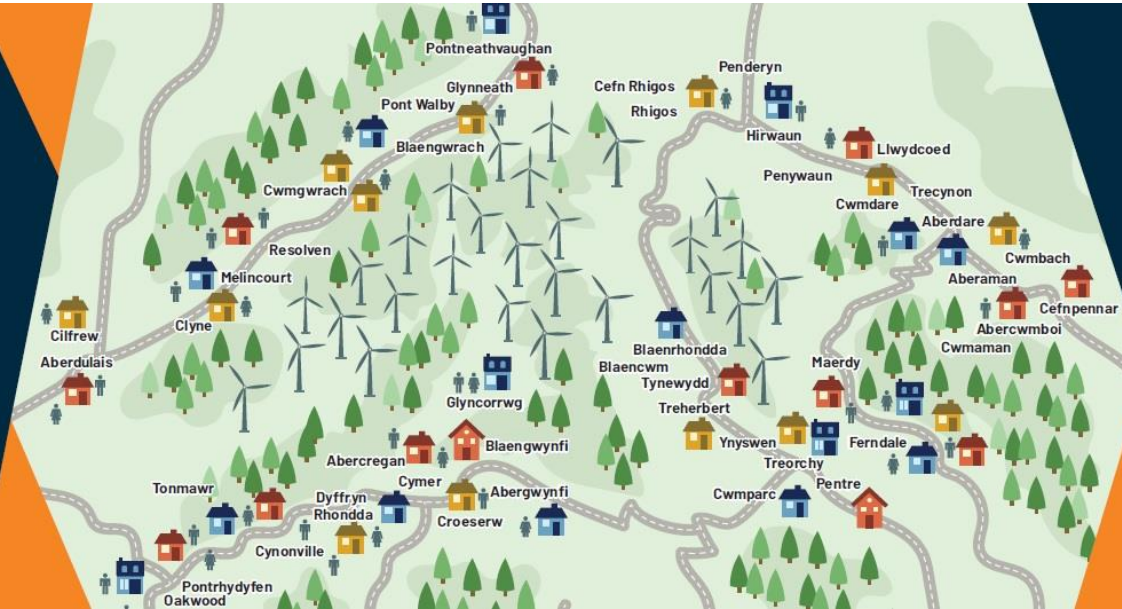 Pontneathvaughan
Glynneath
Pont Walby
Blaengwrach
Cwmgwrach
Resolven
Melincourt
Clyne
Cilfrew
Aberdulais
Cefn Rhigos
Rhigos
Penderyn
Hirwaun
Llwydcoed
Penywaun
Trecynon
Cwmdare
Aberdare
Cwmbach
Aberaman
Cefnpennar
Abercwmboi
Cwmaman
Blaenrhondda
Blaencwm
Tynewydd
Treherbert
Maerdy
Ynyswen
Ferndale
Treorchy
Pentre
Cwmparc
Glyncorrwg
Blaengwynfi
Abercregan
Cymer
Abergwynfi
Croeserw
Tonmawr
Dyffryn
Rhondda
Cynonville
Pontrhydyfen
Oakwood